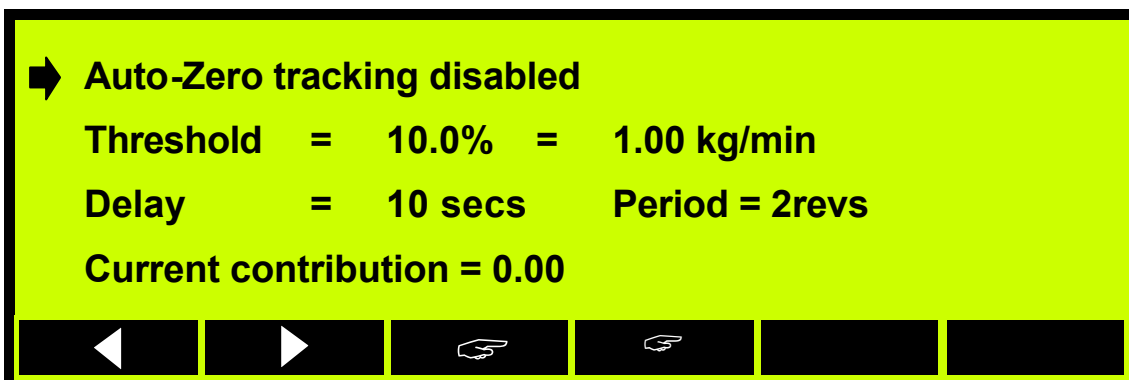 Auto-Zero tracking disabled
Threshold = 10.0% = 1.00 kg/min
Delay = 10 secs Period = 2revs
Current contribution = 0.00